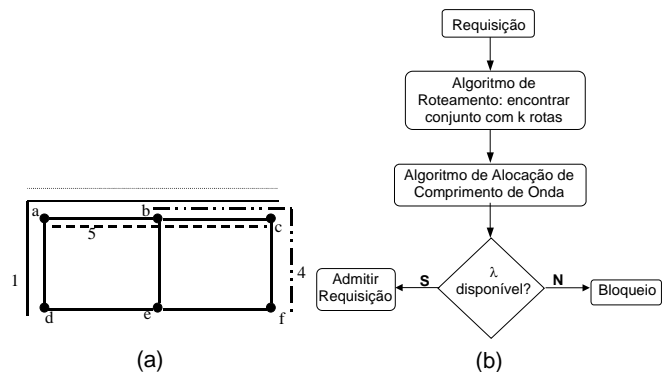 a
b
c
5
1
4
d
e
f
(a)
Requisição
Algoritmo de
Roteamento: encontrar
conjunto com k rotas
Algoritmo de Alocação de
Comprimento de Onda
λ
disponível?
S
N
Admitir
Requisição
Bloqueio
(b)